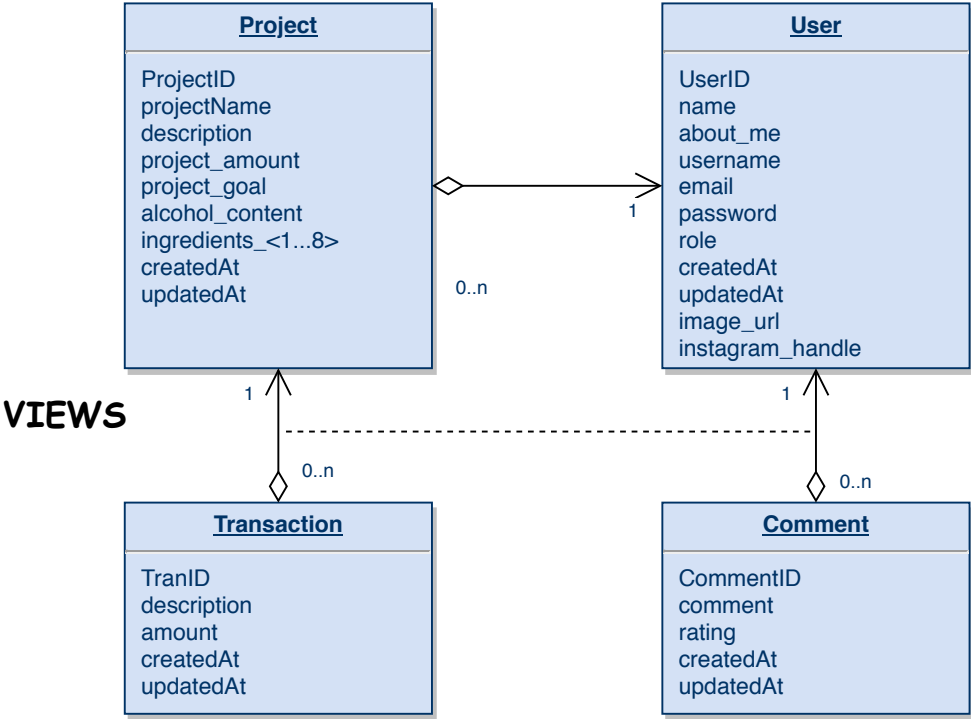 Project
ProjectID
projectName
description
project_amount
project_goal
alcohol_content
ingredients_<1...8>
createdAt
updatedAt
User
UserID
name
about_me
username
email
password
role
createdAt
updatedAt
image_url
instagram_handle
1
0..n
1
1
VIEWS
0..n
0..n
Transaction
TranID
description
amount
createdAt
updatedAt
Comment
CommentID
comment
rating
createdAt
updatedAt